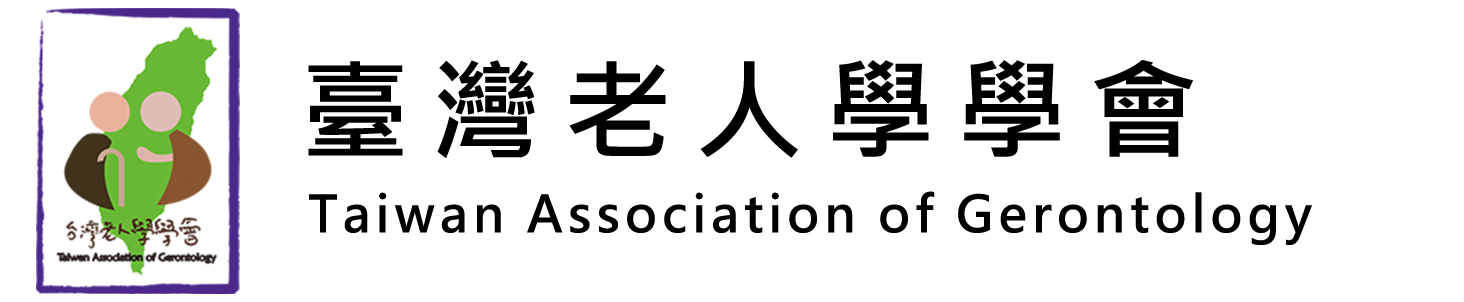 台灣老人學學會
Taiwan Association of Gerontology
臺灣老人學學會
Taiwan Association of Gerontology